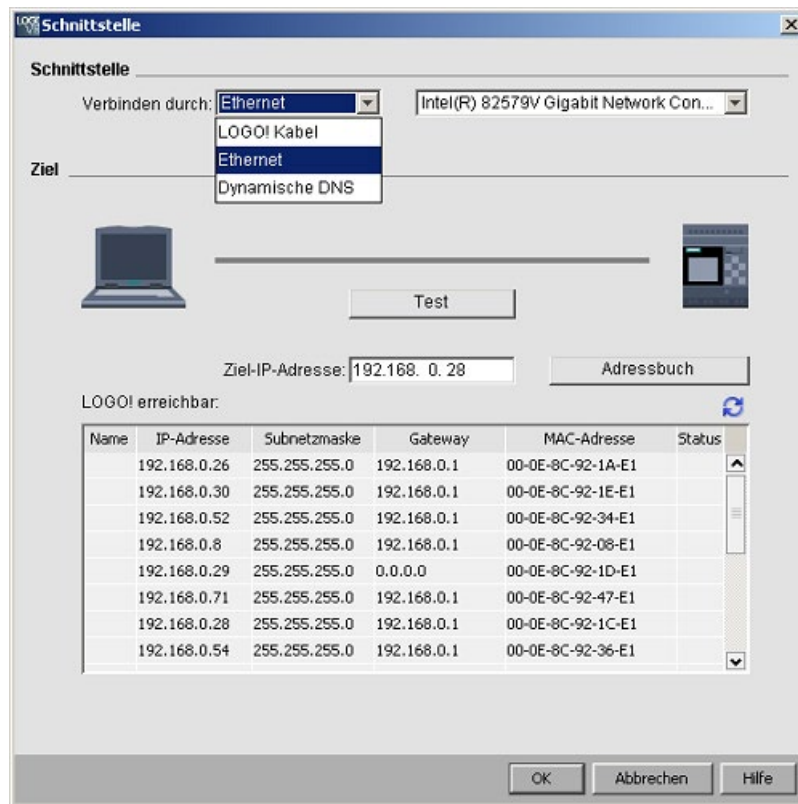 LOGO! Schnittstelle
Schnittstelle
Verbinden durch: Ethernet Intel(R) 82579V Gigabit Network Con...
LOGO! Kabel
Ethernet
Dynamische DNS
Ziel
Test
Ziel-IP-Adresse: 192.168. 0. 28 Adressbuch
LOGO! erreichbar:
Name IP-Adresse Subnetzmaske Gateway MAC-Adresse Status
192.168.0.26 255.255.255.0 192.168.0.1 00-0E-8C-92-1A-E1
192.168.0.30 255.255.255.0 192.168.0.1 00-0E-8C-92-1E-E1
192.168.0.52 255.255.255.0 192.168.0.1 00-0E-8C-92-34-E1
192.168.0.8 255.255.255.0 192.168.0.1 00-0E-8C-92-08-E1
192.168.0.29 255.255.255.0 0.0.0.0 00-0E-8C-92-1D-E1
192.168.0.71 255.255.255.0 192.168.0.1 00-0E-8C-92-47-E1
192.168.0.28 255.255.255.0 192.168.0.1 00-0E-8C-92-1C-E1
192.168.0.54 255.255.255.0 192.168.0.1 00-0E-8C-92-36-E1
OK Abbrechen Hilfe